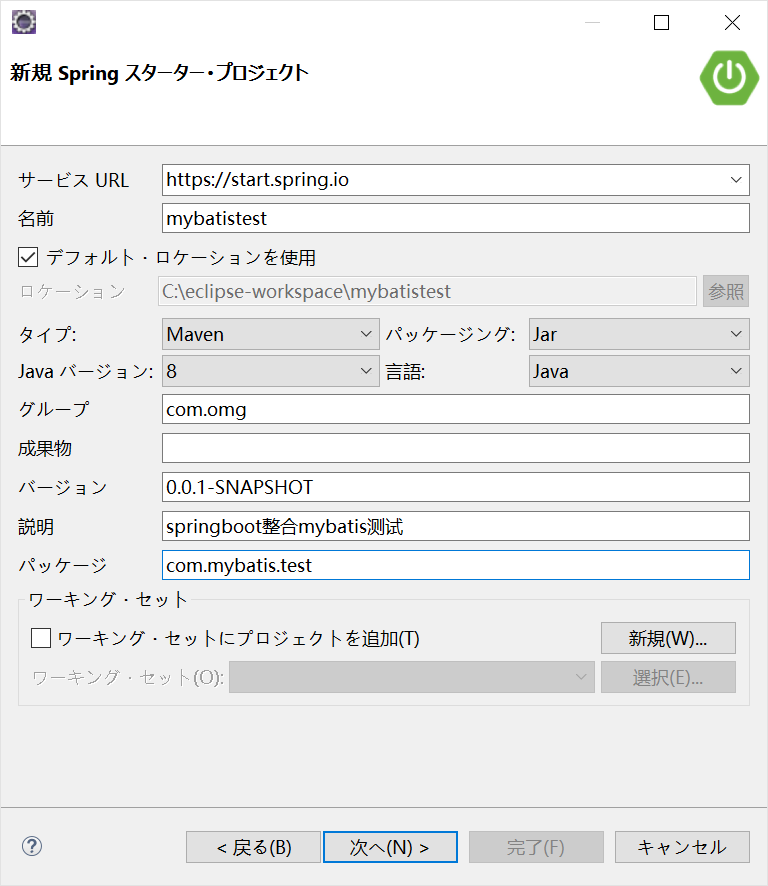 新規 Spring スターター・プロジェクト
サービス URL https://start.spring.io
名前 mybatistest
デフォルト・ロケーションを使用
ロケーション C:\eclipse-workspace\mybatistest 参照
タイプ: Maven パッケージング: Jar
Java バージョン: 8 言語: Java
グループ com.omg
成果物
バージョン 0.0.1-SNAPSHOT
説明 springboot整合mybatis测试
パッケージ com.mybatis.test
ワーキング・セット
ワーキング・セットにプロジェクトを追加(T) 新規(W)...
ワーキング・セット(O): 選択(E)...
? < 戻る(B) 次へ(N) > 完了(F) キャンセル